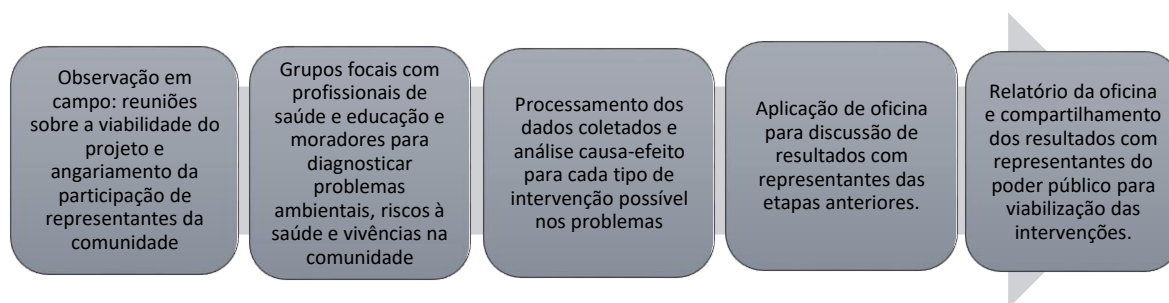 Observação em
campo: reuniões
sobre a viabilidade do
projeto e
angariamento da
participação de
representantes da
comunidade
Grupos focais com
profissionais de
saúde e educação e
moradores para
diagnosticar
problemas
ambientais, riscos à
saúde e vivências na
comunidade
Processamento dos
dados coletados e
análise causa-efeito
para cada tipo de
intervenção possível
nos problemas
Aplicação de oficina
para discussão de
resultados com
representantes das
etapas anteriores.
Relatório da oficina
e compartilhamento
dos resultados com
representantes do
poder público para
viabilização das
intervenções.